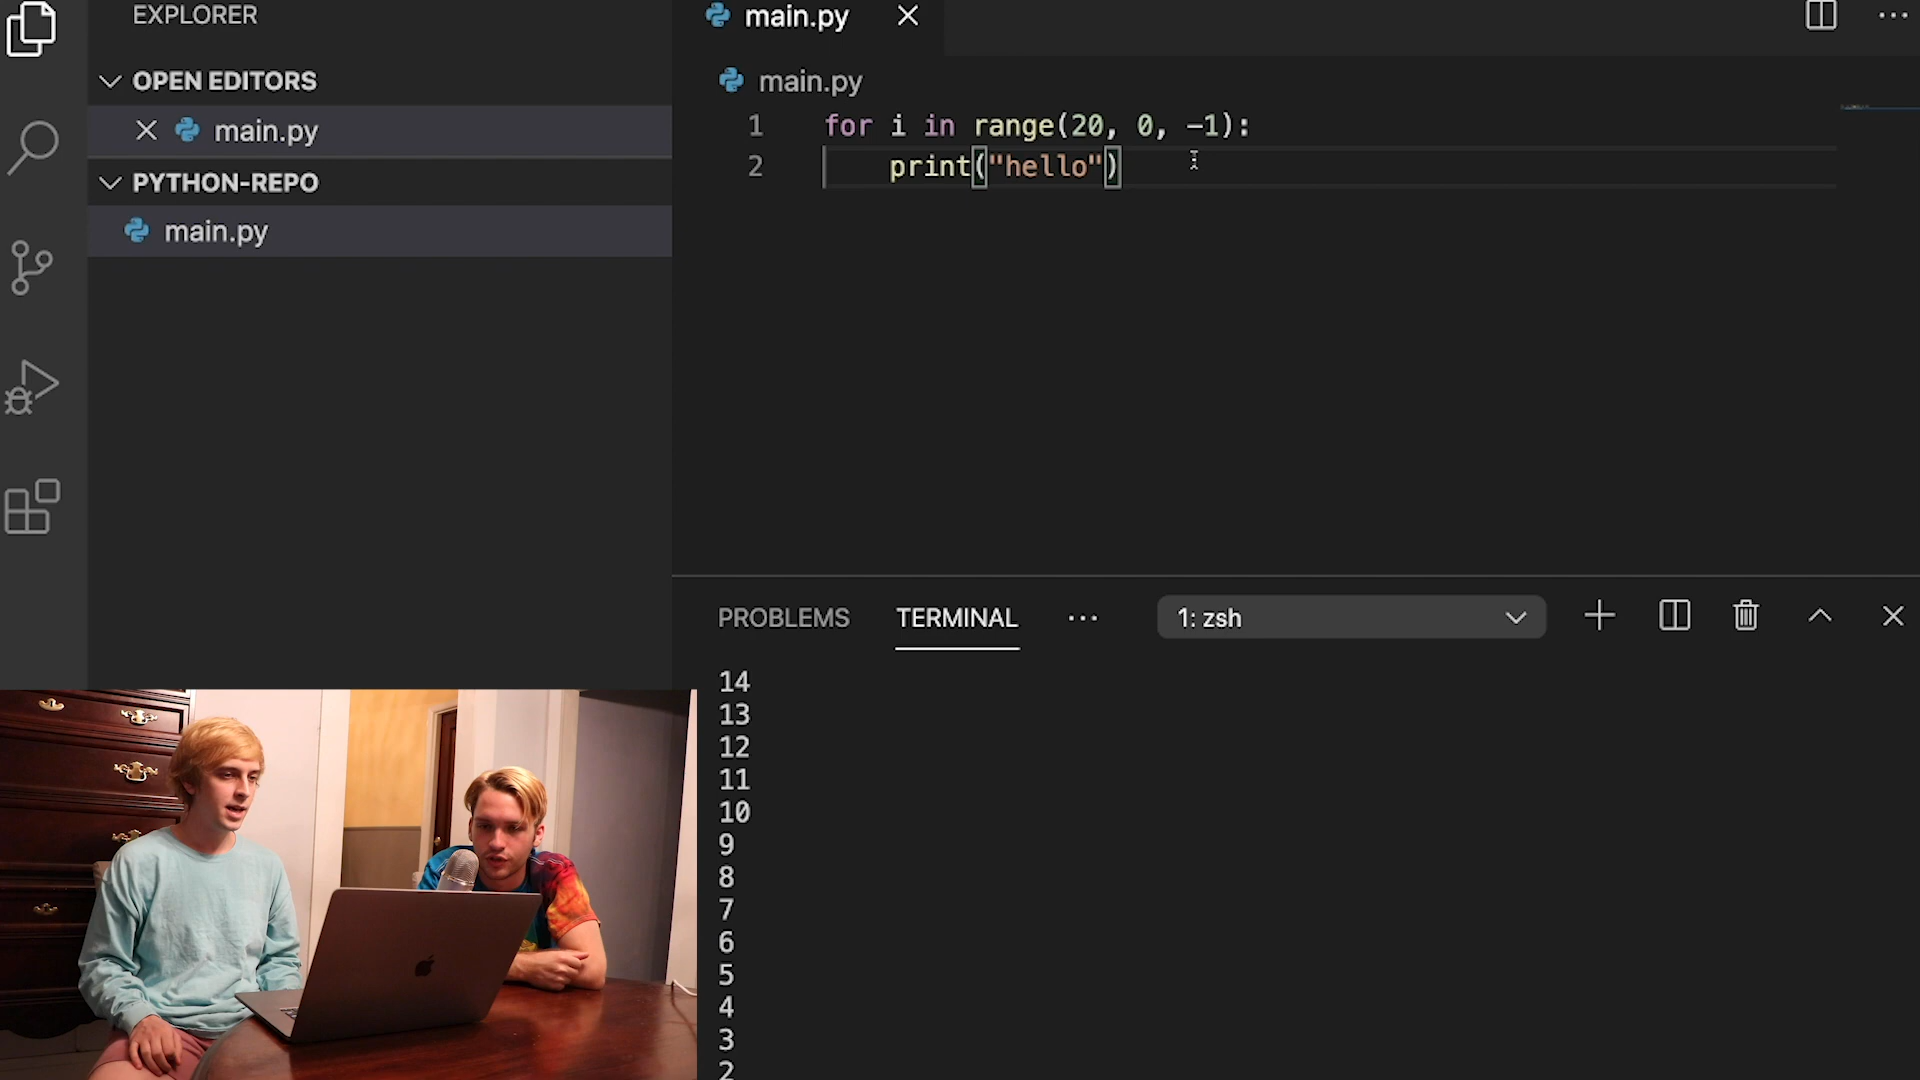 EXPLORER
OPEN EDITORS
main.py
PYTHON-REPO
main.py
main.py
main.py
1 for i in range(20, 0, -1):
2 print("hello")
PROBLEMS TERMINAL ... 1: zsh
14
13
12
11
10
9
8
7
6
5
4
3
2